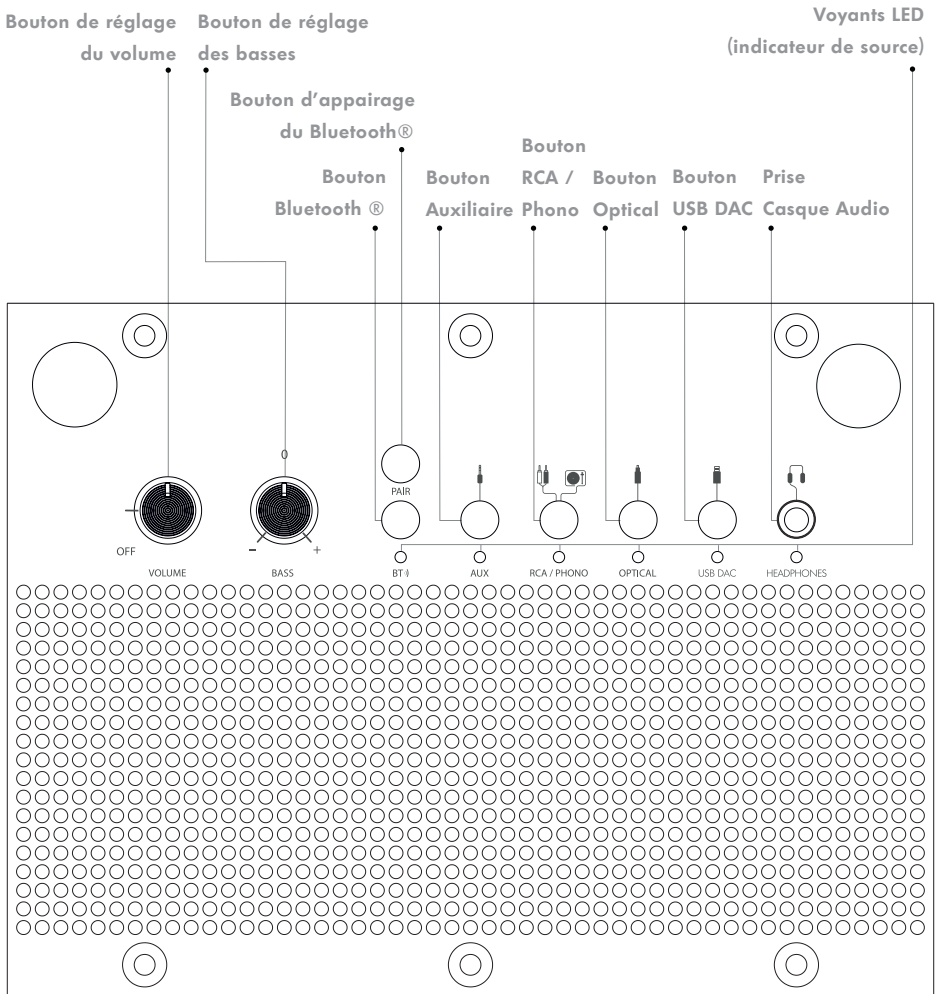 Bouton de réglage
du volume
Bouton de réglage
des basses
Voyants LED
(indicateur de source)
Bouton d'appairage
du Bluetooth®
Bouton
Bluetooth ®
Bouton
Auxiliaire
Bouton
RCA /
Phono
Bouton
Optical
Bouton
USB DAC
Prise
Casque Audio
0
PAIR
OFF
- +
VOLUME
BASS
BT
AUX
RCA / PHONO
OPTICAL
USB DAC
HEADPHONES